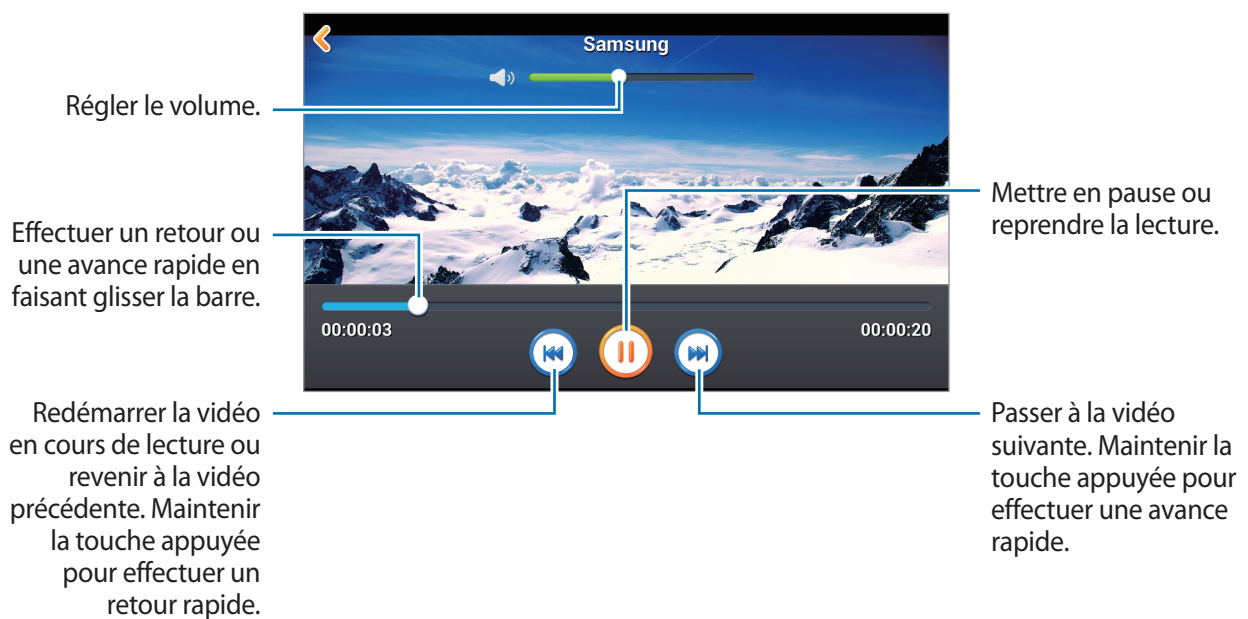 Samsung
Régler le volume.
Mettre en pause ou
reprendre la lecture.
Effectuer un retour ou
une avance rapide en
faisant glisser la barre.
00:00:03
00:00:20
Redémarrer la vidéo
en cours de lecture ou
revenir à la vidéo
précédente. Maintenir
la touche appuyée
pour effectuer un
retour rapide.
Passer à la vidéo
suivante. Maintenir la
touche appuyée pour
effectuer une avance
rapide.